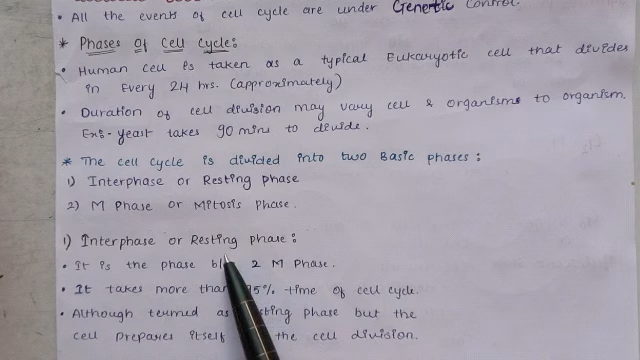 • All the events of cell cycle are under Genetic Control.
* Phases Of Cell Cycle:
• Human cell is taken as a typical Eukaryotic cell that divides
in Every 24 hrs. (approximately)
• Duration of cell division may vary cell & organisms to organism.
Ex:- Yeast takes 90 mins to divide.
* The cell cycle is divided into two Basic phases:
1) Interphase or Resting phase
2) M Phase or Mitosis Phase.
1) Interphase or Resting phase:
• It is the phase b/ 2 M Phase.
• It takes more than 95% time of cell cycle.
• Although termed as phase but the
cell prepares itself the cell division.